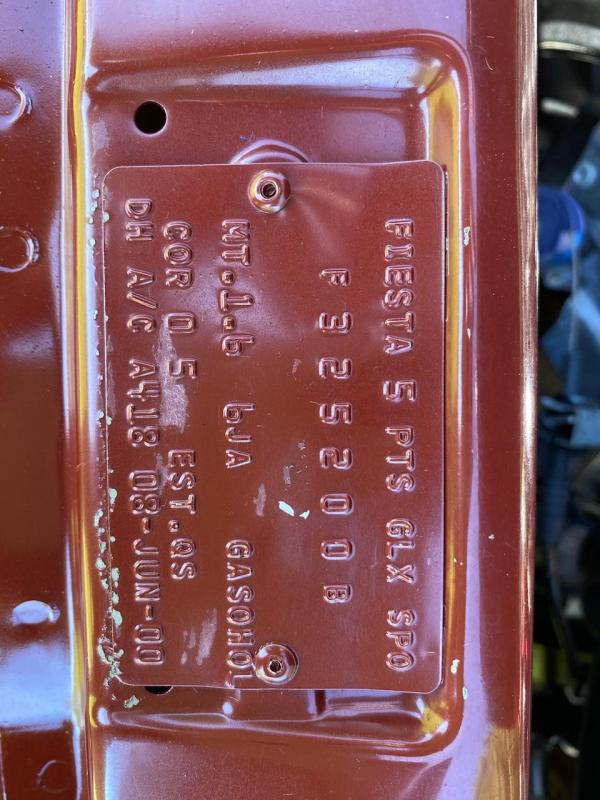 FIESTA 5 PTS GLX SPO
F 3 2 5 2 0 0 B
MT.1.6 6JA GASOHOL
COR 0 5 EST.QS
DH A/C A418 08-JUN-00